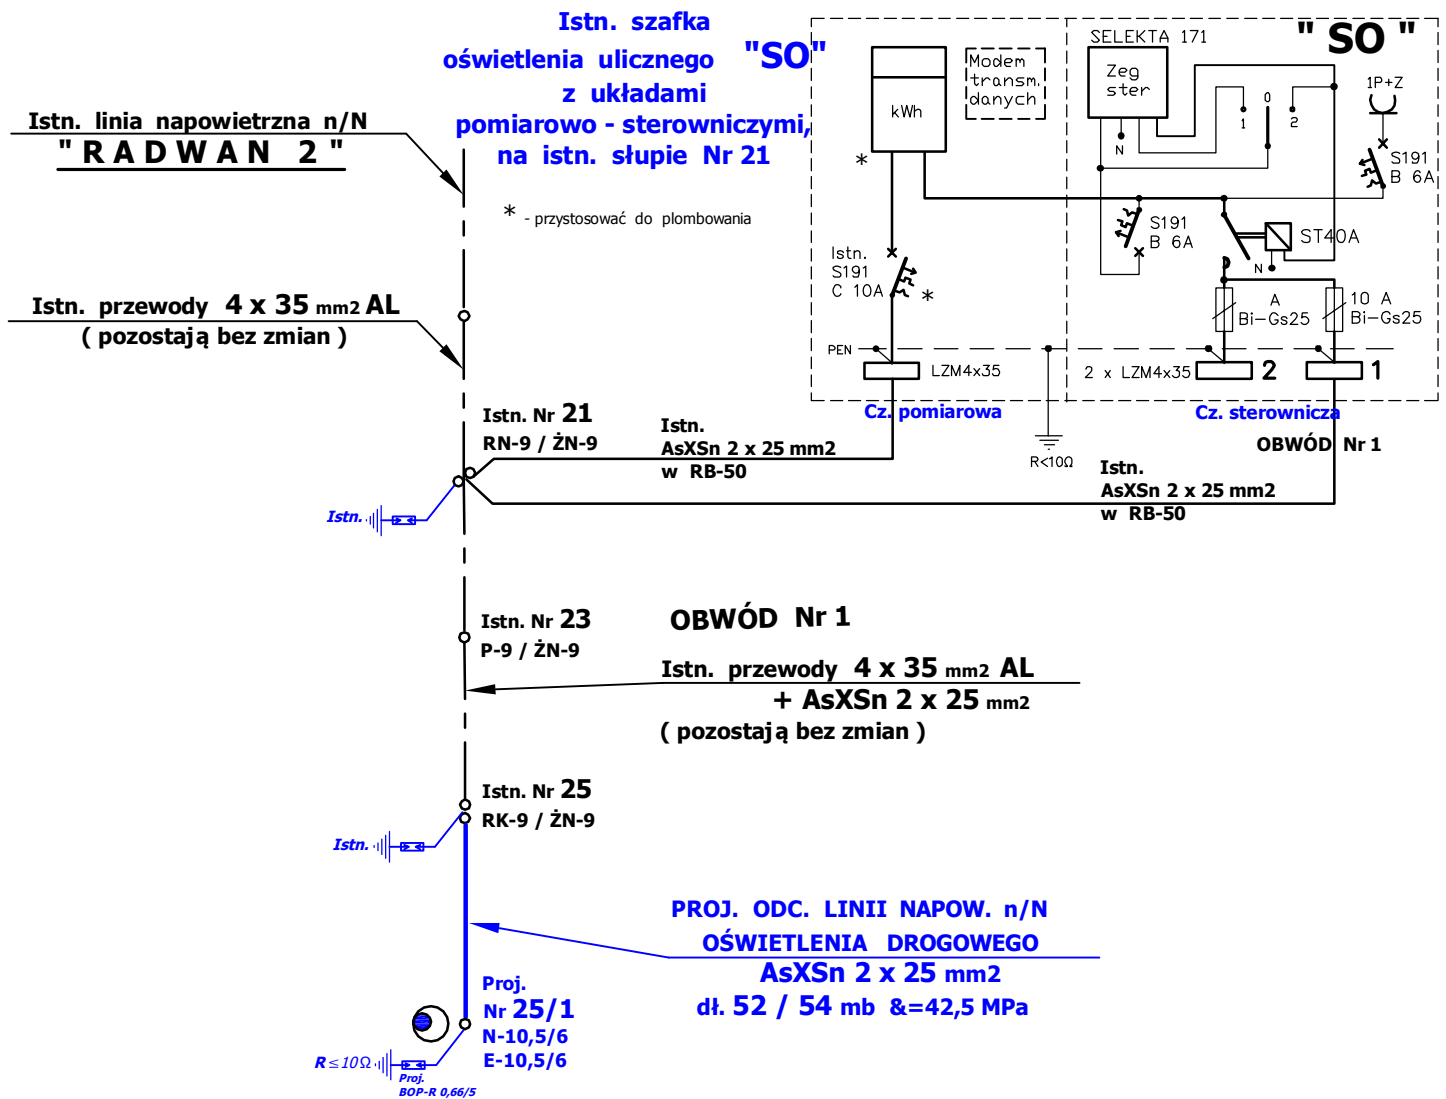 Istn. szafka
oświetlenia ulicznego "SO"
z układami
pomiarowo - sterowniczymi,
na istn. słupie Nr 21
* - przystosować do plombowania
Istn. linia napowietrzna n/N
" R A D W A N 2 "
Istn. przewody 4 x 35 mm2 AL
( pozostają bez zmian )
" SO "
SELEKTA 171
Zeg
ster
Modem
transm.
danych
kWh
*
N
1
0
2
1P+Z
S191
B 6A
S191
B 6A
ST40A
N
Istn.
S191
C 10A
*
A
Bi-Gs25
10 A
Bi-Gs25
PEN
LZM4x35
2 x LZM4x35
2
1
Cz. pomiarowa
Cz. sterownicza
R<10Ω
OBWÓD Nr 1
Istn. Nr 21
RN-9 / ŻN-9
Istn.
AsXSn 2 x 25 mm2
w RB-50
Istn.
AsXSn 2 x 25 mm2
w RB-50
Istn.
Istn. Nr 23
P-9 / ŻN-9
OBWÓD Nr 1
Istn. przewody 4 x 35 mm2 AL
+ AsXSn 2 x 25 mm2
( pozostają bez zmian )
Istn. Nr 25
RK-9 / ŻN-9
Istn.
PROJ. ODC. LINII NAPOW. n/N
OŚWIETLENIA DROGOWEGO
AsXSn 2 x 25 mm2
dł. 52 / 54 mb &=42,5 MPa
Proj.
Nr 25/1
N-10,5/6
E-10,5/6
R ≤ 10Ω
Proj.
BOP-R 0,66/5